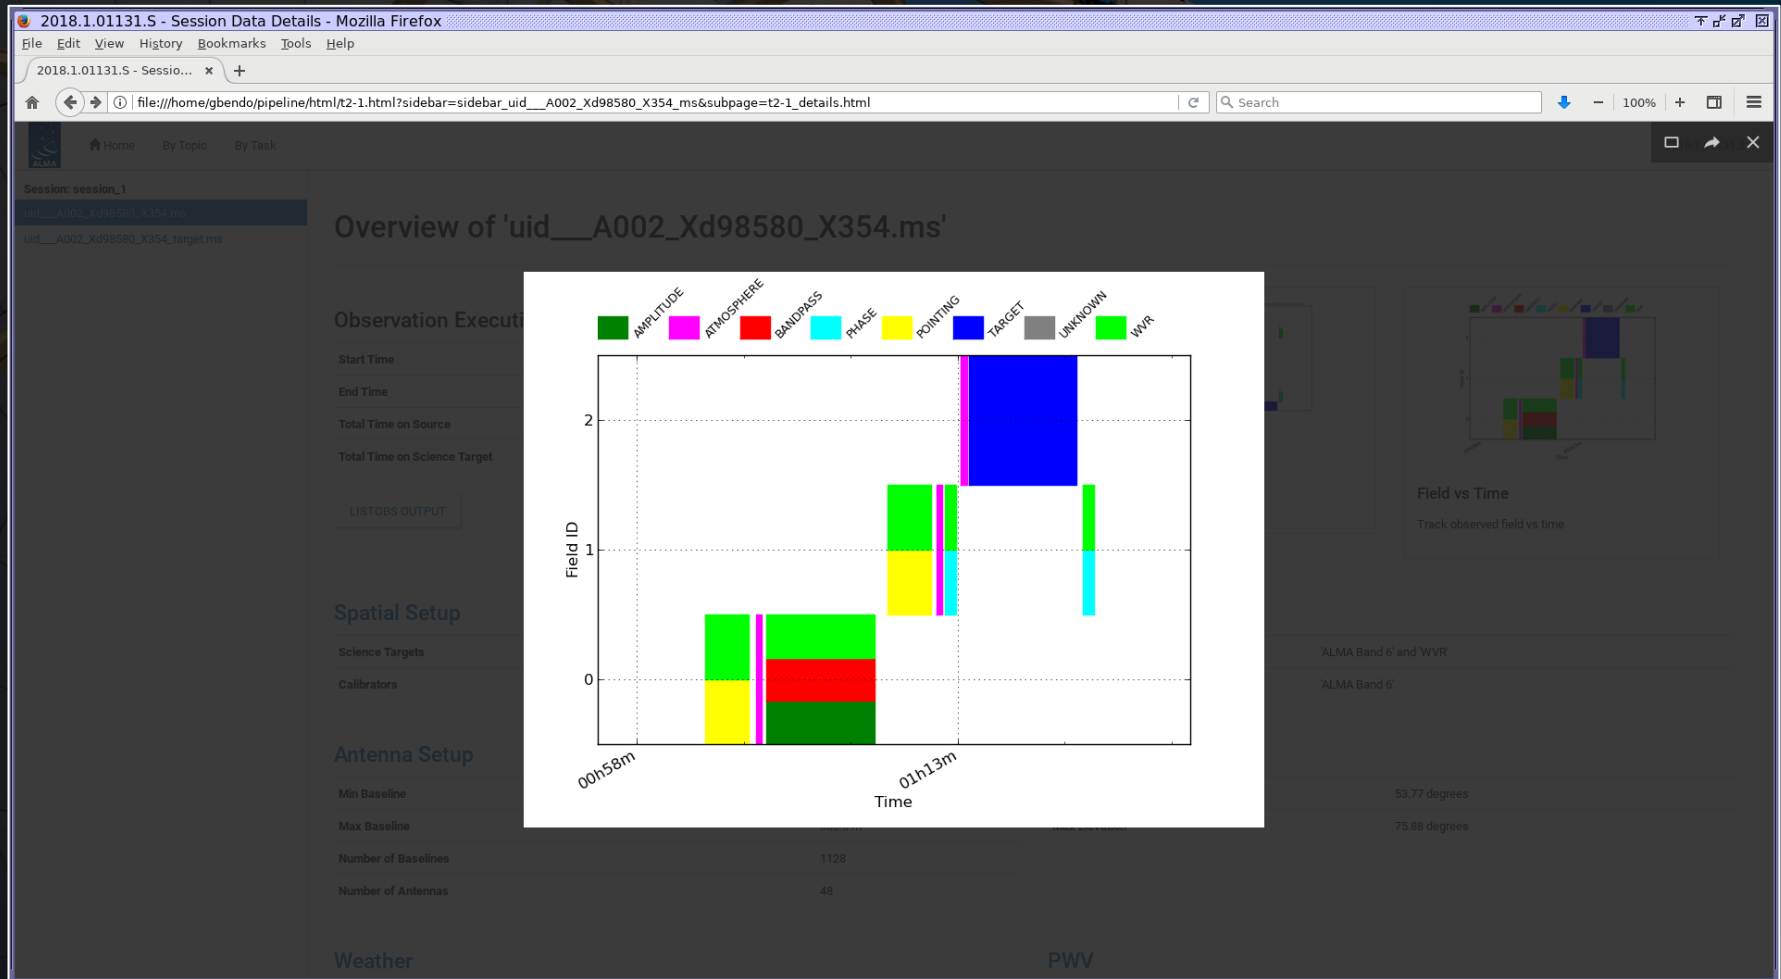 2018.1.01131.S - Session Data Details - Mozilla Firefox
File Edit View History Bookmarks Tools Help
2018.1.01131.S - Sessio... × +
file:///home/gbendo/pipeline/html/t2-1.html?sidebar=sidebar_uid___A002_Xd98580_X354_ms&subpage=t2-1_details.html
Search
100%
ALMA
Home By Topic By Task
Session: session_1
uid___A002_Xd98580_X354.ms
uid___A002_Xd98580_X354_target.ms
Overview of 'uid___A002_Xd98580_X354.ms'
Observation Executi
Start Time
End Time
Total Time on Source
Total Time on Science Target
LISTOBS OUTPUT
AMPLITUDE
ATMOSPHERE
BANDPASS
PHASE
POINTING
TARGET
UNKNOWN
WVR
2
1
0
Field ID
00h58m
01h13m
Time
Field vs Time
Track observed field vs time
Spatial Setup
Science Targets
'ALMA Band 6' and 'WVR'
Calibrators
'ALMA Band 6'
Antenna Setup
Min Baseline
53.77 degrees
Max Baseline
75.88 degrees
Number of Baselines 1128
Number of Antennas 48
Weather
PWV